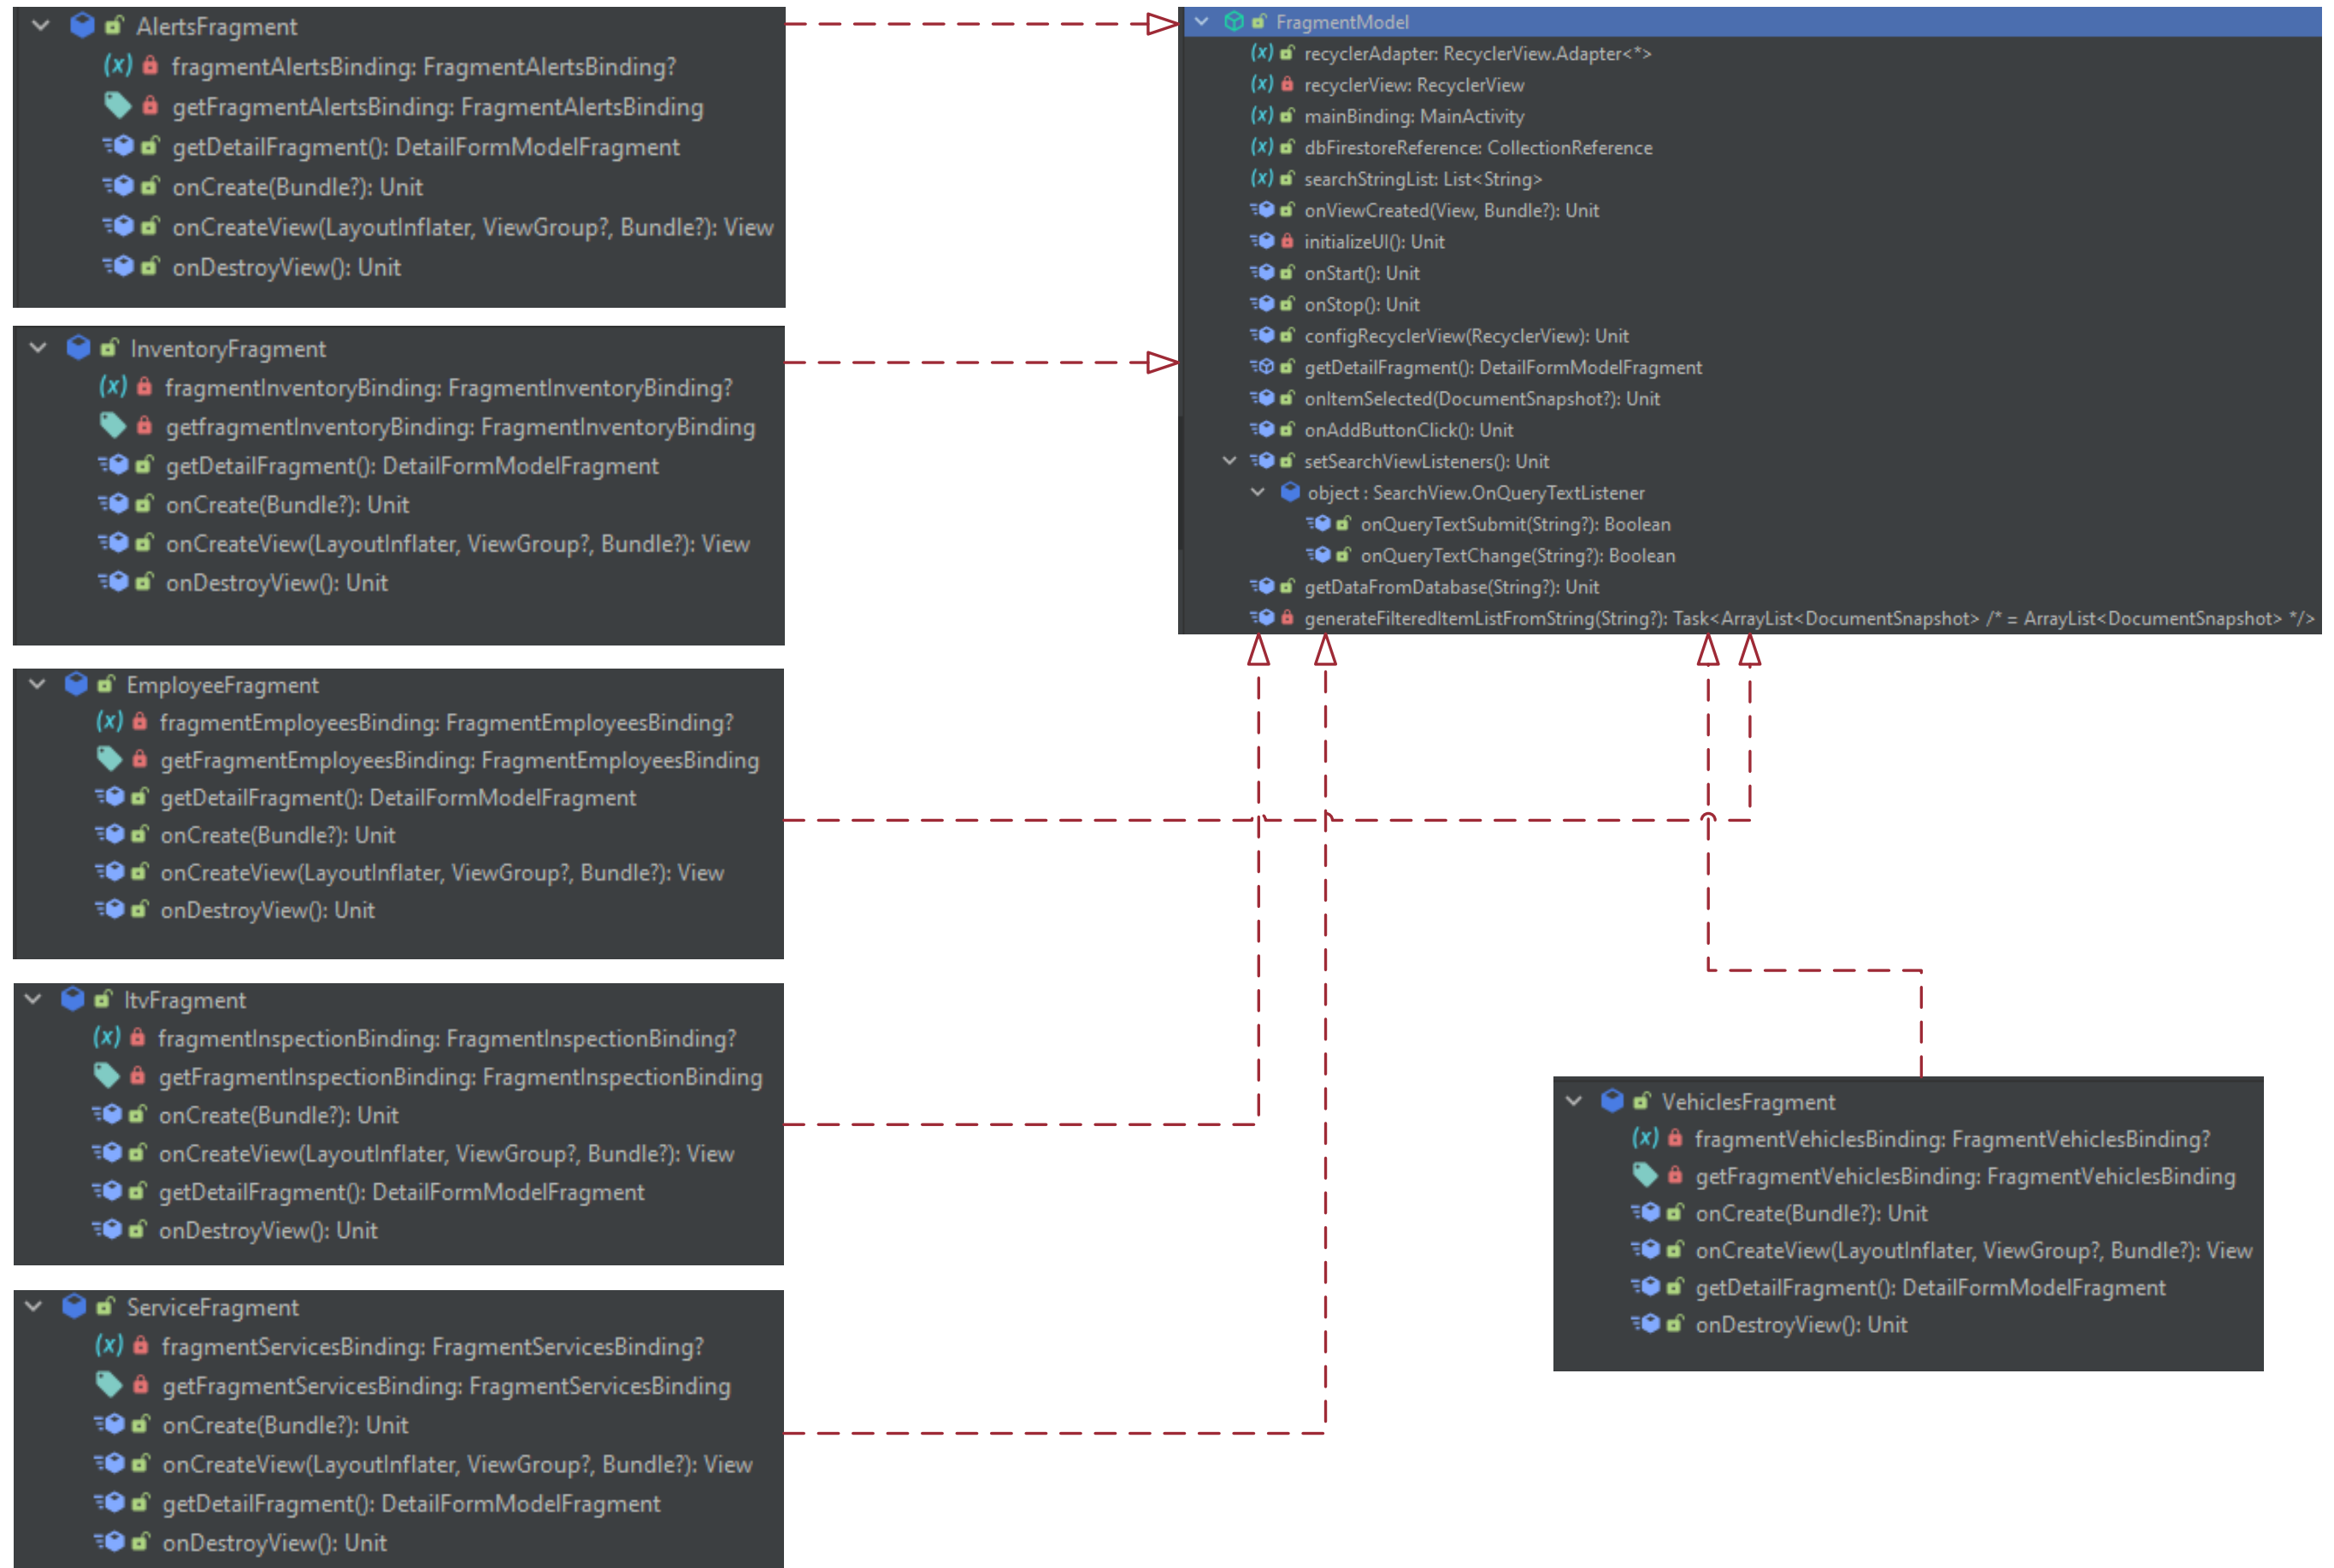 AlertsFragment
(x) fragmentAlertsBinding: FragmentAlertsBinding?
getFragmentAlertsBinding: FragmentAlertsBinding
getDetailFragment(): DetailFormModelFragment
onCreate(Bundle?): Unit
onCreateView(LayoutInflater, ViewGroup?, Bundle?): View
onDestroyView(): Unit
InventoryFragment
(x) fragmentInventoryBinding: FragmentInventoryBinding?
getfragmentInventoryBinding: FragmentInventoryBinding
getDetailFragment(): DetailFormModelFragment
onCreate(Bundle?): Unit
onCreateView(LayoutInflater, ViewGroup?, Bundle?): View
onDestroyView(): Unit
EmployeeFragment
(x) fragmentEmployeesBinding: FragmentEmployeesBinding?
getFragmentEmployeesBinding: FragmentEmployeesBinding
getDetailFragment(): DetailFormModelFragment
onCreate(Bundle?): Unit
onCreateView(LayoutInflater, ViewGroup?, Bundle?): View
onDestroyView(): Unit
ItvFragment
(x) fragmentInspectionBinding: FragmentInspectionBinding?
getFragmentInspectionBinding: FragmentInspectionBinding
onCreate(Bundle?): Unit
onCreateView(LayoutInflater, ViewGroup?, Bundle?): View
getDetailFragment(): DetailFormModelFragment
onDestroyView(): Unit
ServiceFragment
(x) fragmentServicesBinding: FragmentServicesBinding?
getFragmentServicesBinding: FragmentServicesBinding
onCreate(Bundle?): Unit
onCreateView(LayoutInflater, ViewGroup?, Bundle?): View
getDetailFragment(): DetailFormModelFragment
onDestroyView(): Unit
FragmentModel
(x) recyclerAdapter: RecyclerView.Adapter<*>
(x) recyclerView: RecyclerView
(x) mainBinding: MainActivity
(x) dbFirestoreReference: CollectionReference
(x) searchStringList: List<String>
onViewCreated(View, Bundle?): Unit
initializeUI(): Unit
onStart(): Unit
onStop(): Unit
configRecyclerView(RecyclerView): Unit
getDetailFragment(): DetailFormModelFragment
onItemSelected(DocumentSnapshot?): Unit
onAddButtonClick(): Unit
setSearchViewListeners(): Unit
object : SearchView.OnQueryTextListener
onQueryTextSubmit(String?): Boolean
onQueryTextChange(String?): Boolean
getDataFromDatabase(String?): Unit
generateFilteredItemListFromString(String?): Task<ArrayList<DocumentSnapshot> /* = ArrayList<DocumentSnapshot> */>
VehiclesFragment
(x) fragmentVehiclesBinding: FragmentVehiclesBinding?
getFragmentVehiclesBinding: FragmentVehiclesBinding
onCreate(Bundle?): Unit
onCreateView(LayoutInflater, ViewGroup?, Bundle?): View
getDetailFragment(): DetailFormModelFragment
onDestroyView(): Unit